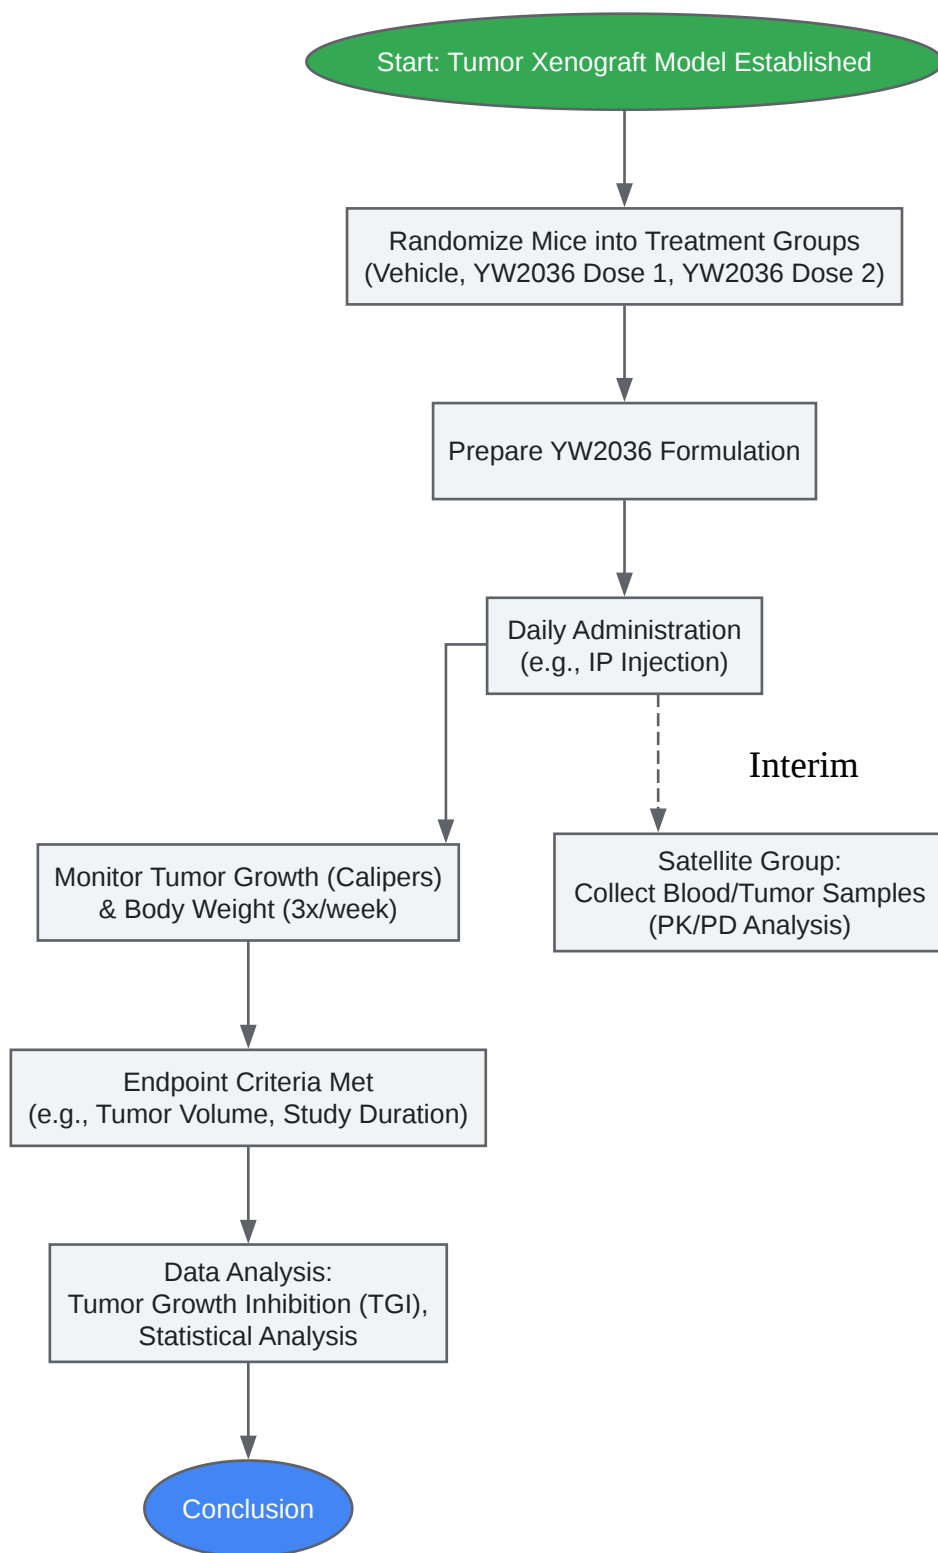 Start: Tumor Xenograft Model Established
Randomize Mice into Treatment Groups
(Vehicle, YW2036 Dose 1, YW2036 Dose 2)
Prepare YW2036 Formulation
Daily Administration
(e.g., IP Injection)
Interim
Satellite Group:
Collect Blood/Tumor Samples
(PK/PD Analysis)
Monitor Tumor Growth (Calipers)
& Body Weight (3x/week)
Endpoint Criteria Met
(e.g., Tumor Volume, Study Duration)
Data Analysis:
Tumor Growth Inhibition (TGI),
Statistical Analysis
Conclusion